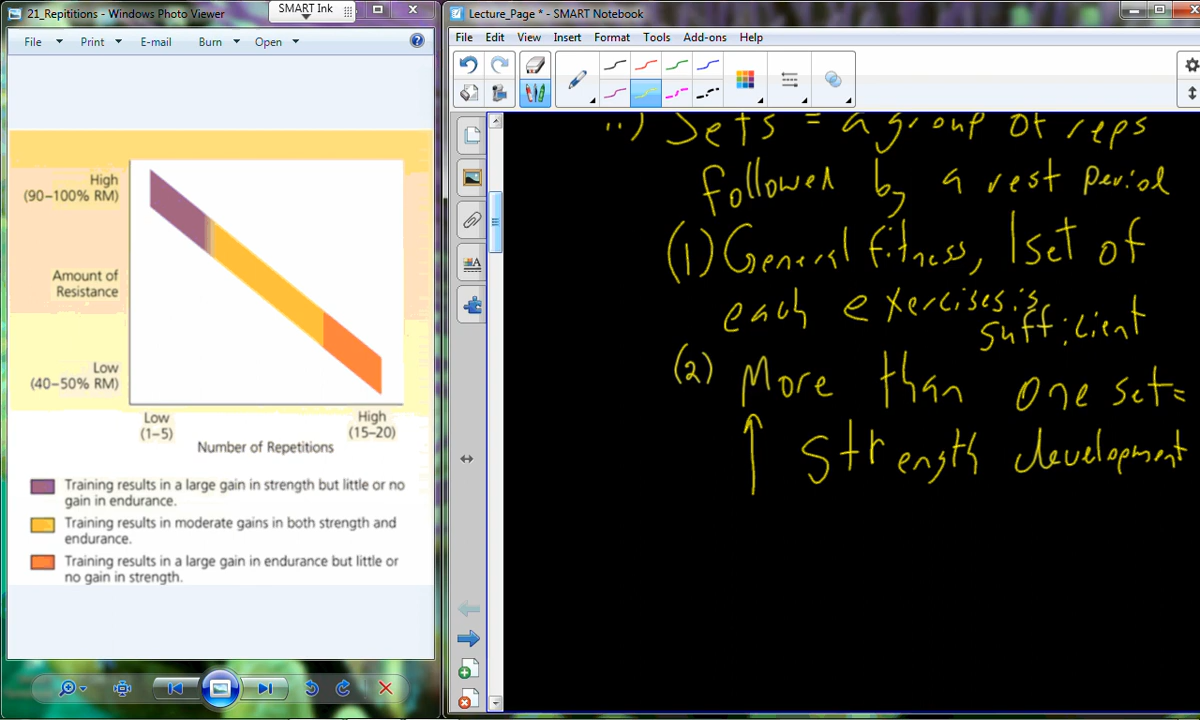 21_Repititions - Windows Photo Viewer
SMART Ink
File Print E-mail Burn Open
High
(90–100% RM)
Amount of
Resistance
Low
(40–50% RM)
Low
(1–5)
High
(15–20)
Number of Repetitions
Training results in a large gain in strength but little or no
gain in endurance.
Training results in moderate gains in both strength and
endurance.
Training results in a large gain in endurance but little or
no gain in strength.
Lecture_Page * - SMART Notebook
File Edit View Insert Format Tools Add-ons Help
ii) Sets = a group of reps
followed by a rest period
(1) General fitness, 1 set of
each exercises is
sufficient
(2) More than one set =
↑ strength development